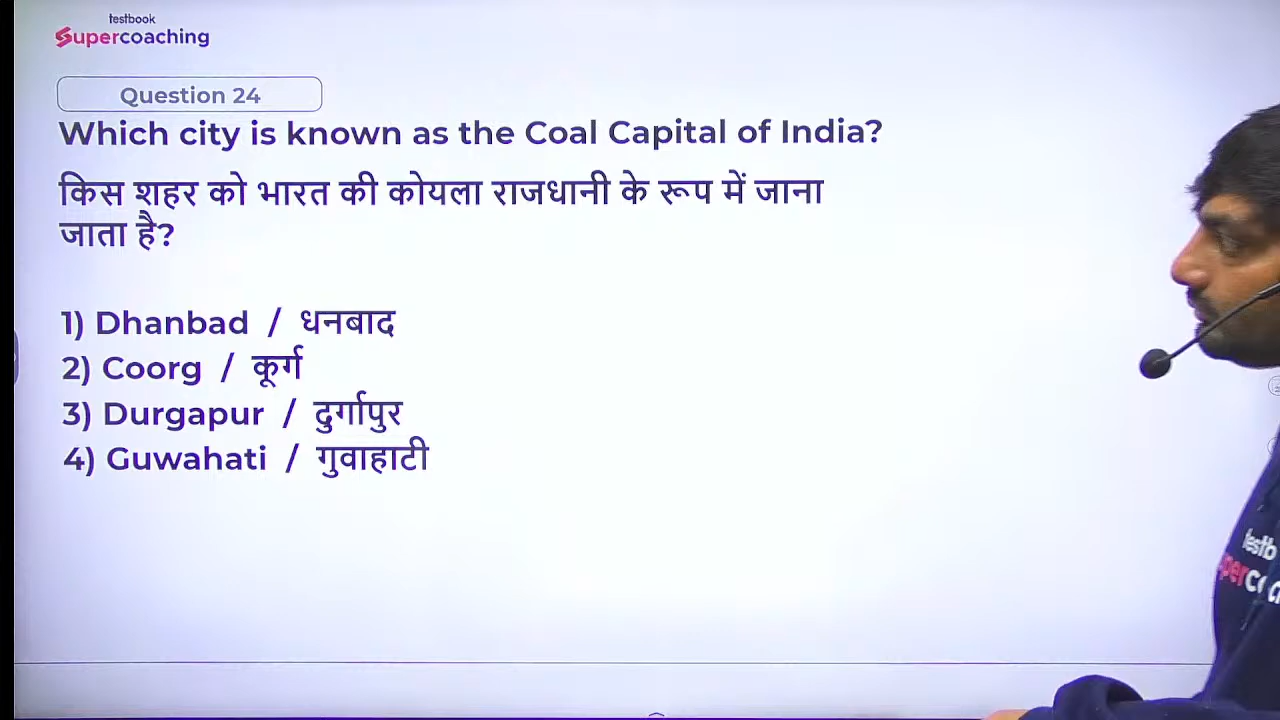 testbook
Supercoaching
Question 24
Which city is known as the Coal Capital of India?
किस शहर को भारत की कोयला राजधानी के रूप में जाना
जाता है?
1) Dhanbad / धनबाद
2) Coorg / कूर्ग
3) Durgapur / दुर्गापुर
4) Guwahati / गुवाहाटी